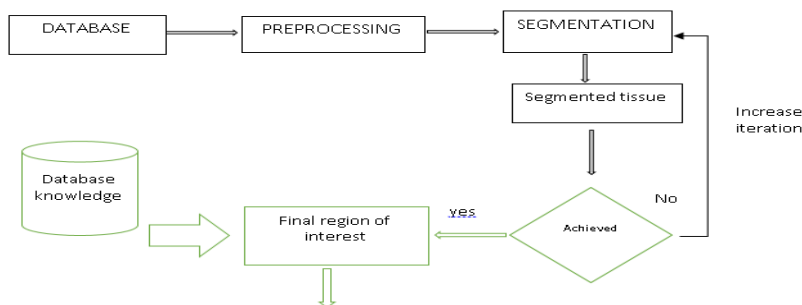 DATABASE
PREPROCESSING
SEGMENTATION
Segmented tissue
Increase
iteration
Database
knowledge
Final region of
interest
yes
Achieved
No